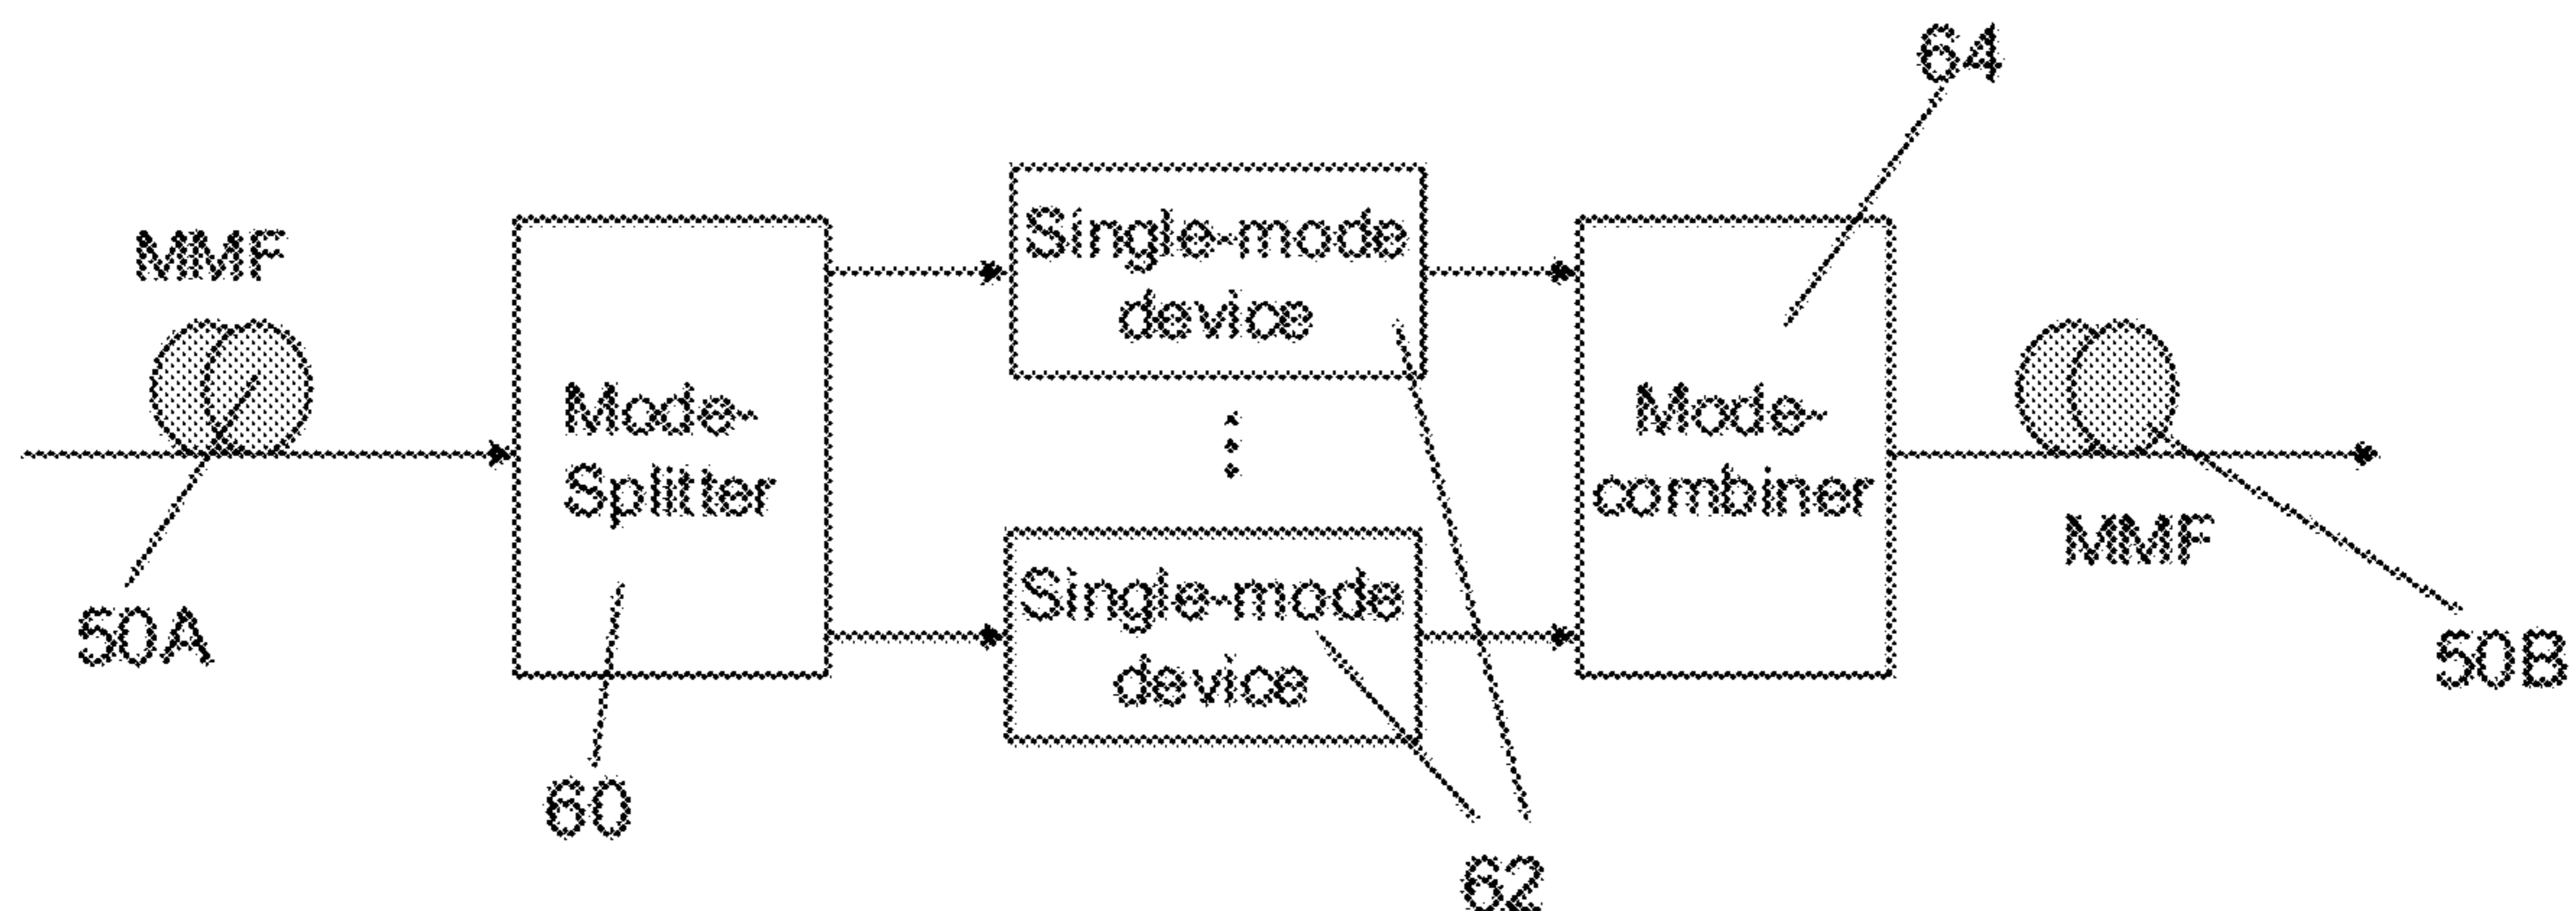 64
MMF
Single-mode
device
Mode-
Splitter
Mode-
combiner
Single-mode
device
MMF
50A
50B
60
62